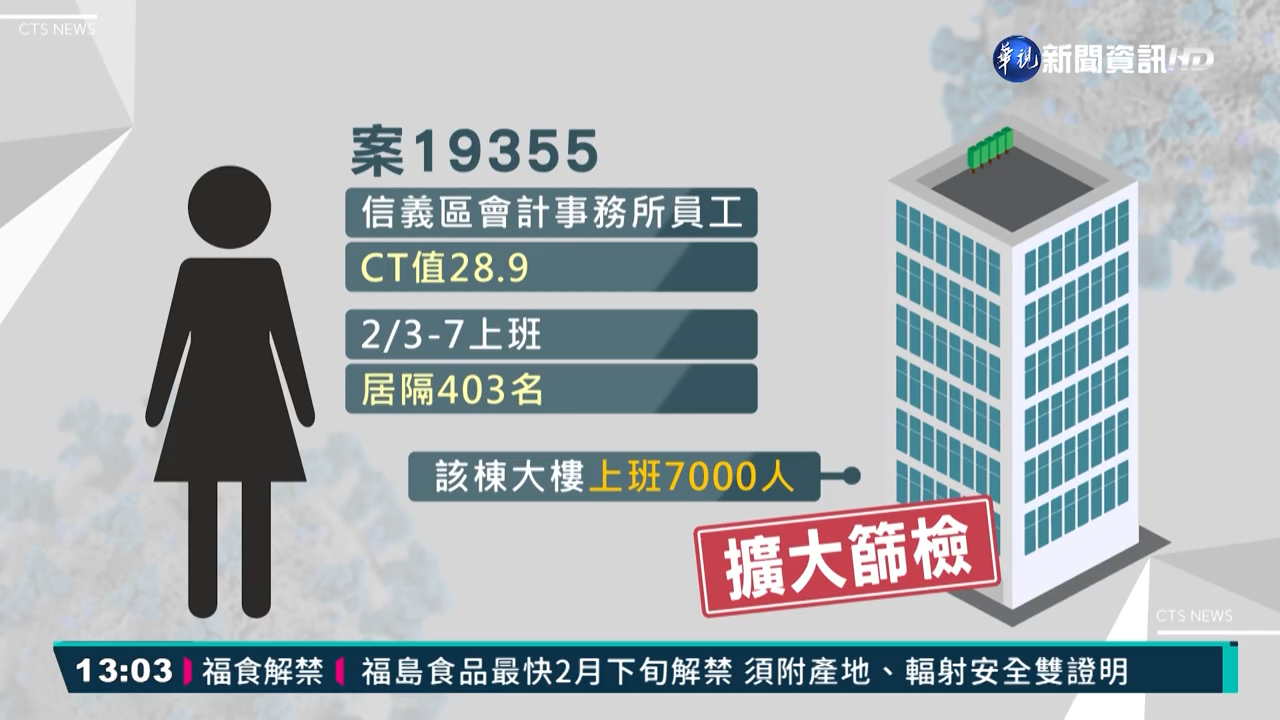 CTS NEWS
華視新聞資訊HD
案19355
信義區會計事務所員工
CT值28.9
2/3-7上班
居隔403名
該棟大樓上班7000人
擴大篩檢
CTS NEWS
13:03 福食解禁 福島食品最快2月下旬解禁 須附產地、輻射安全雙證明